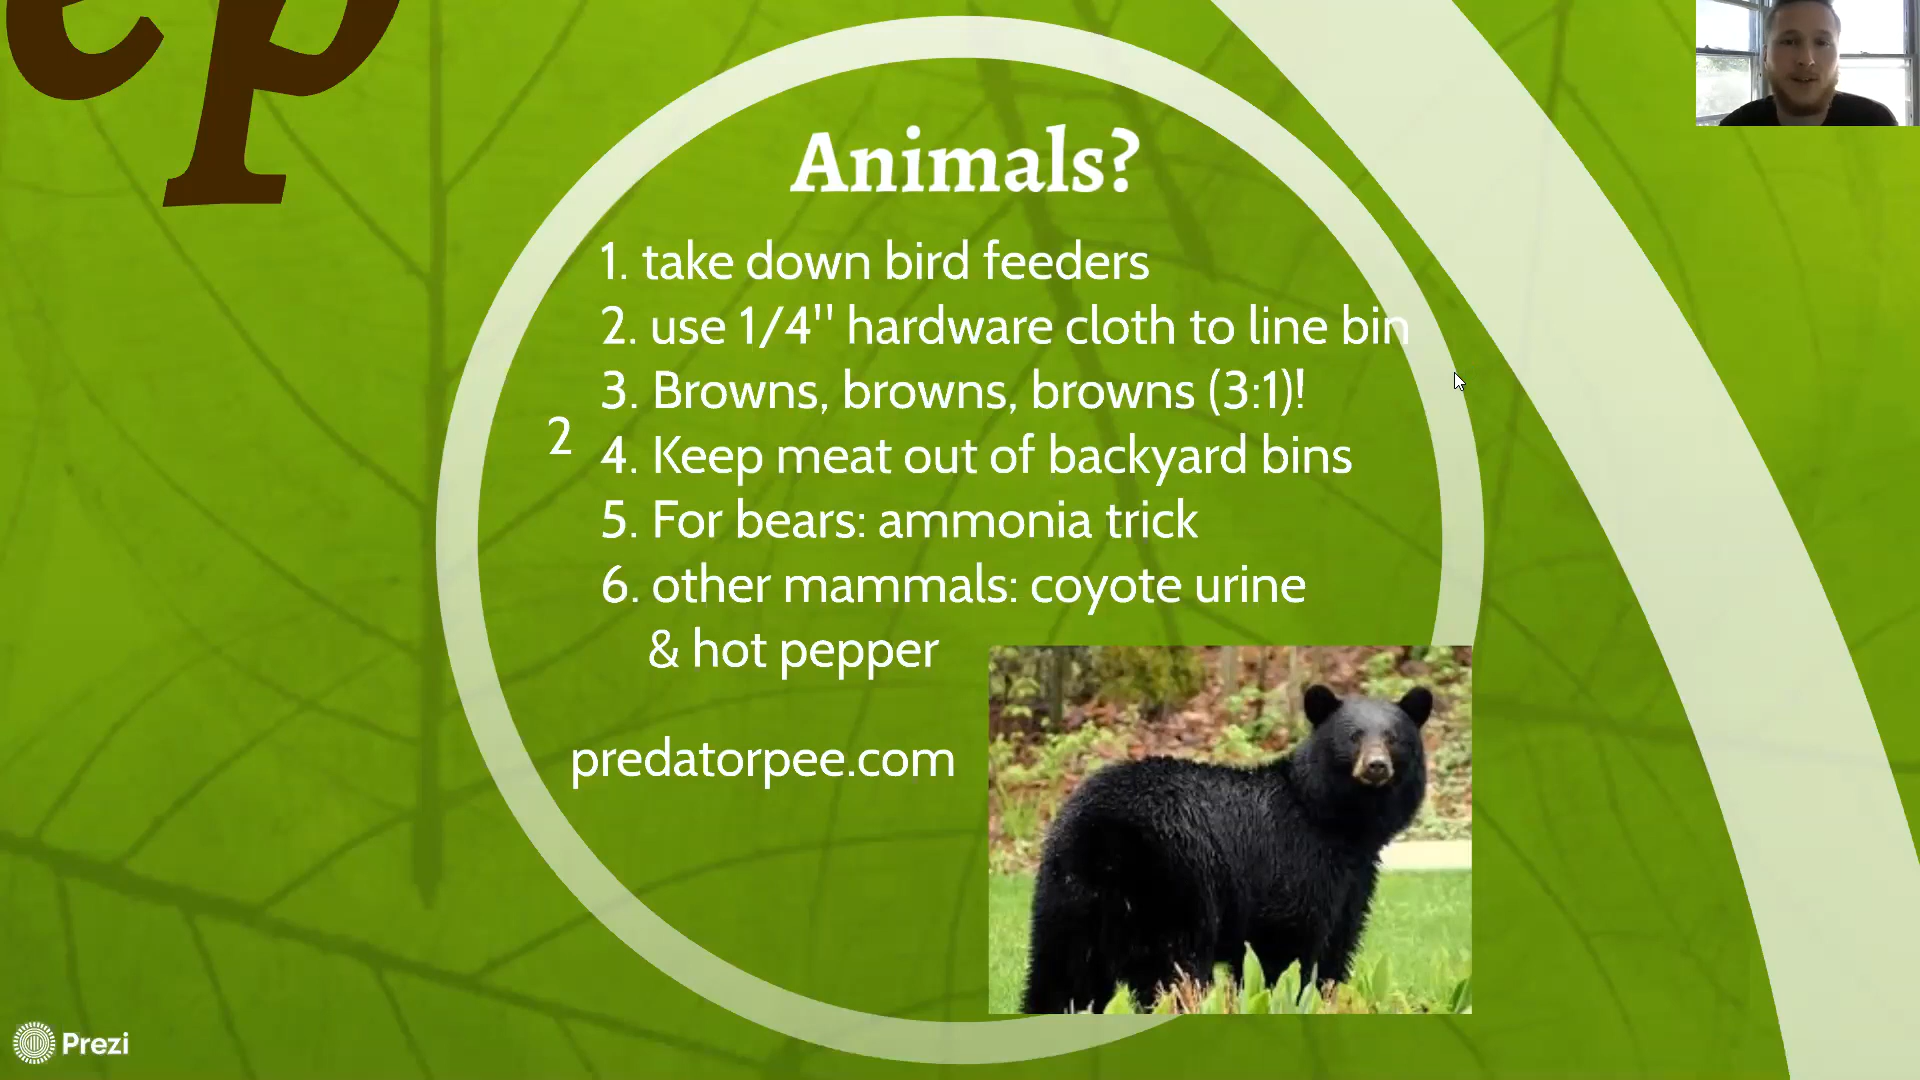 ep
Animals?
1. take down bird feeders
2. use 1/4" hardware cloth to line bin
3. Browns, browns, browns (3:1)!
2
4. Keep meat out of backyard bins
5. For bears: ammonia trick
6. other mammals: coyote urine
& hot pepper
predatorpee.com
Prezi